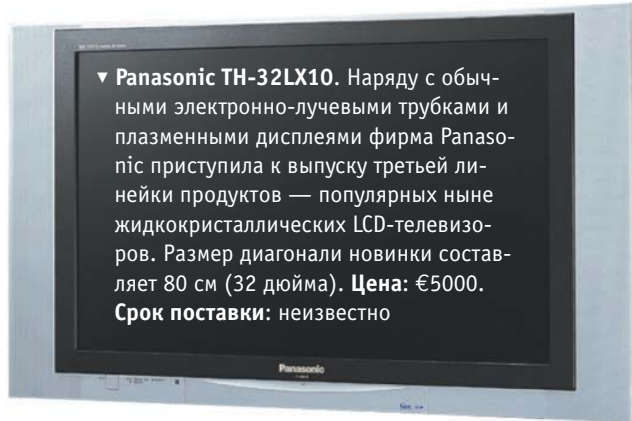 ▼ Panasonic TH-32LX10. Наряду с обыч-
ными электронно-лучевыми трубками и
плазменными дисплеями фирма Panaso-
nic приступила к выпуску третьей ли-
нейки продуктов — популярных ныне
жидкокристаллических LCD-телевизо-
ров. Размер диагонали новинки состав-
ляет 80 см (32 дюйма). Цена: €5000.
Срок поставки: неизвестно
Panasonic